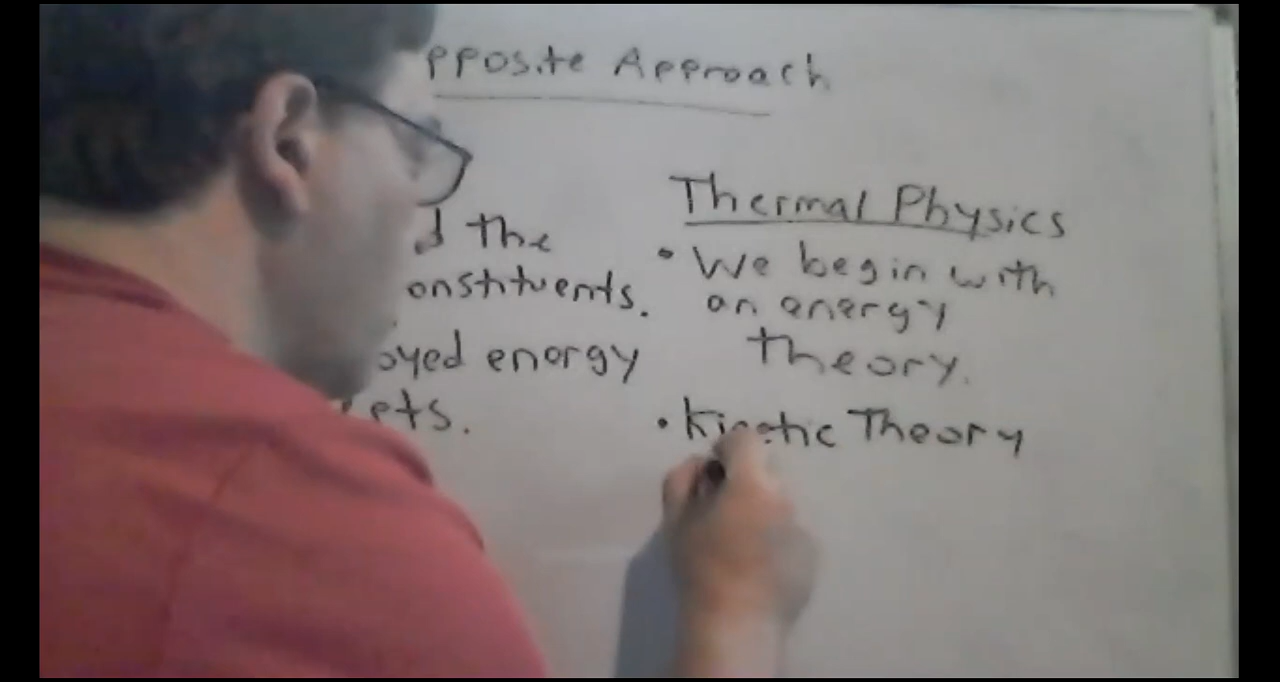 pposite Approach
Thermal Physics
d the
• We begin with
onstituents.
an energy
oyed energy
theory.
ets.
• Kinetic Theory